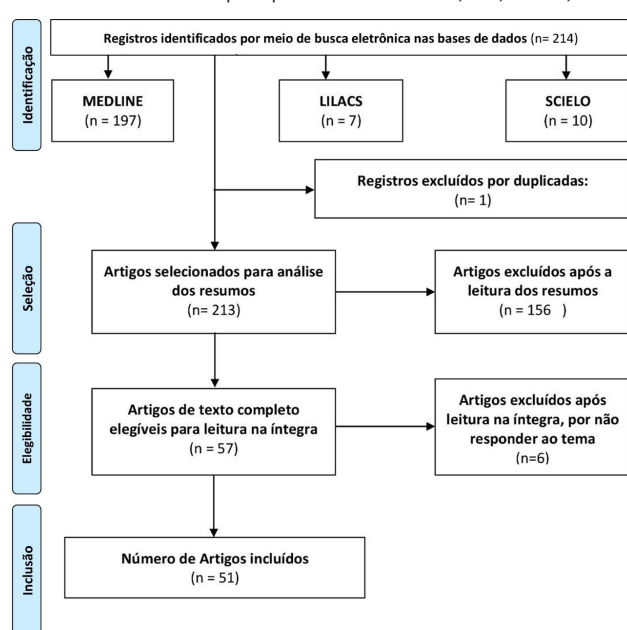 Identificação
Registros identificados por meio de busca eletrônica nas bases de dados (n= 214)
MEDLINE
(n = 197)
LILACS
(n = 7)
SCIELO
(n = 10)
Registros excluídos por duplicadas:
(n= 1)
Seleção
Artigos selecionados para análise
dos resumos
(n= 213)
Artigos excluídos após a
leitura dos resumos
(n = 156   )
Elegibilidade
Artigos de texto completo
elegíveis para leitura na íntegra
(n = 57)
Artigos excluídos após
leitura na íntegra, por não
responder ao tema
(n=6)
Inclusão
Número de Artigos incluídos
(n = 51)